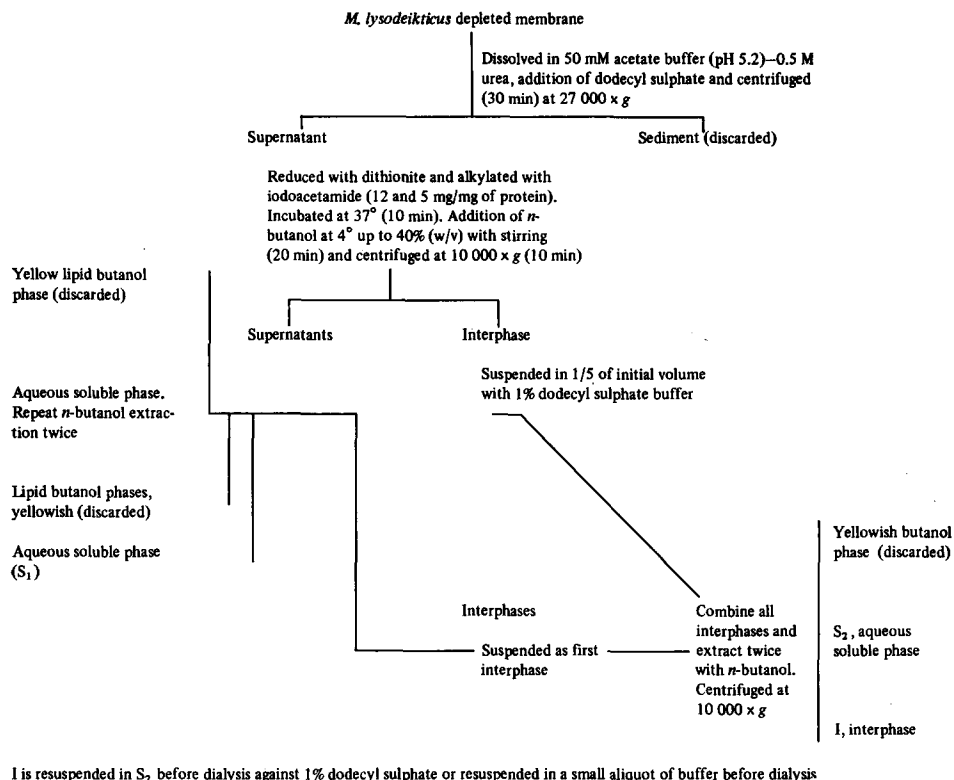 M. lysodeikticus depleted membrane
Dissolved in 50 mM acetate buffer (pH 5.2)–0.5 M
urea, addition of dodecyl sulphate and centrifuged
(30 min) at 27 000 x g
Supernatant
Sediment (discarded)
Reduced with dithionite and alkylated with
iodoacetamide (12 and 5 mg/mg of protein).
Incubated at 37° (10 min). Addition of n-
butanol at 4° up to 40% (w/v) with stirring
(20 min) and centrifuged at 10 000 x g (10 min)
Yellow lipid butanol
phase (discarded)
Supernatants
Interphase
Suspended in 1/5 of initial volume
with 1% dodecyl sulphate buffer
Aqueous soluble phase.
Repeat n-butanol extrac-
tion twice
Lipid butanol phases,
yellowish (discarded)
Aqueous soluble phase
(S₁)
Interphases
Suspended as first
interphase
Combine all
interphases and
extract twice
with n-butanol.
Centrifuged at
10 000 x g
Yellowish butanol
phase (discarded)
S₂, aqueous
soluble phase
I, interphase
I is resuspended in S₂ before dialysis against 1% dodecyl sulphate or resuspended in a small aliquot of buffer before dialysis